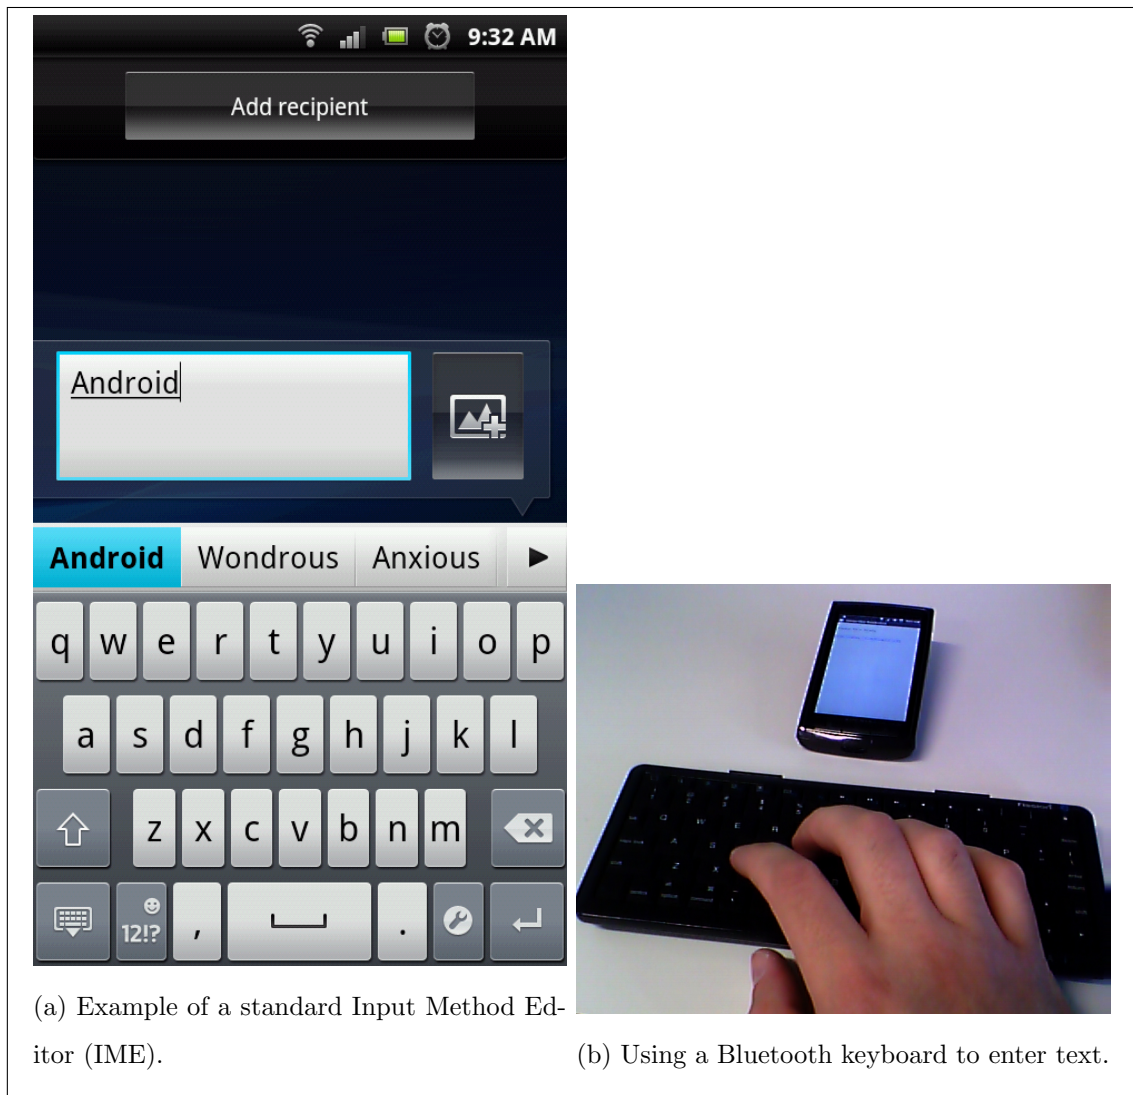 9:32 AM
Add recipient
Android
Android Wondrous Anxious
q w e r t y u i o p
a s d f g h j k l
z x c v b n m
12!? , .
(a) Example of a standard Input Method Ed-
itor (IME).
(b) Using a Bluetooth keyboard to enter text.